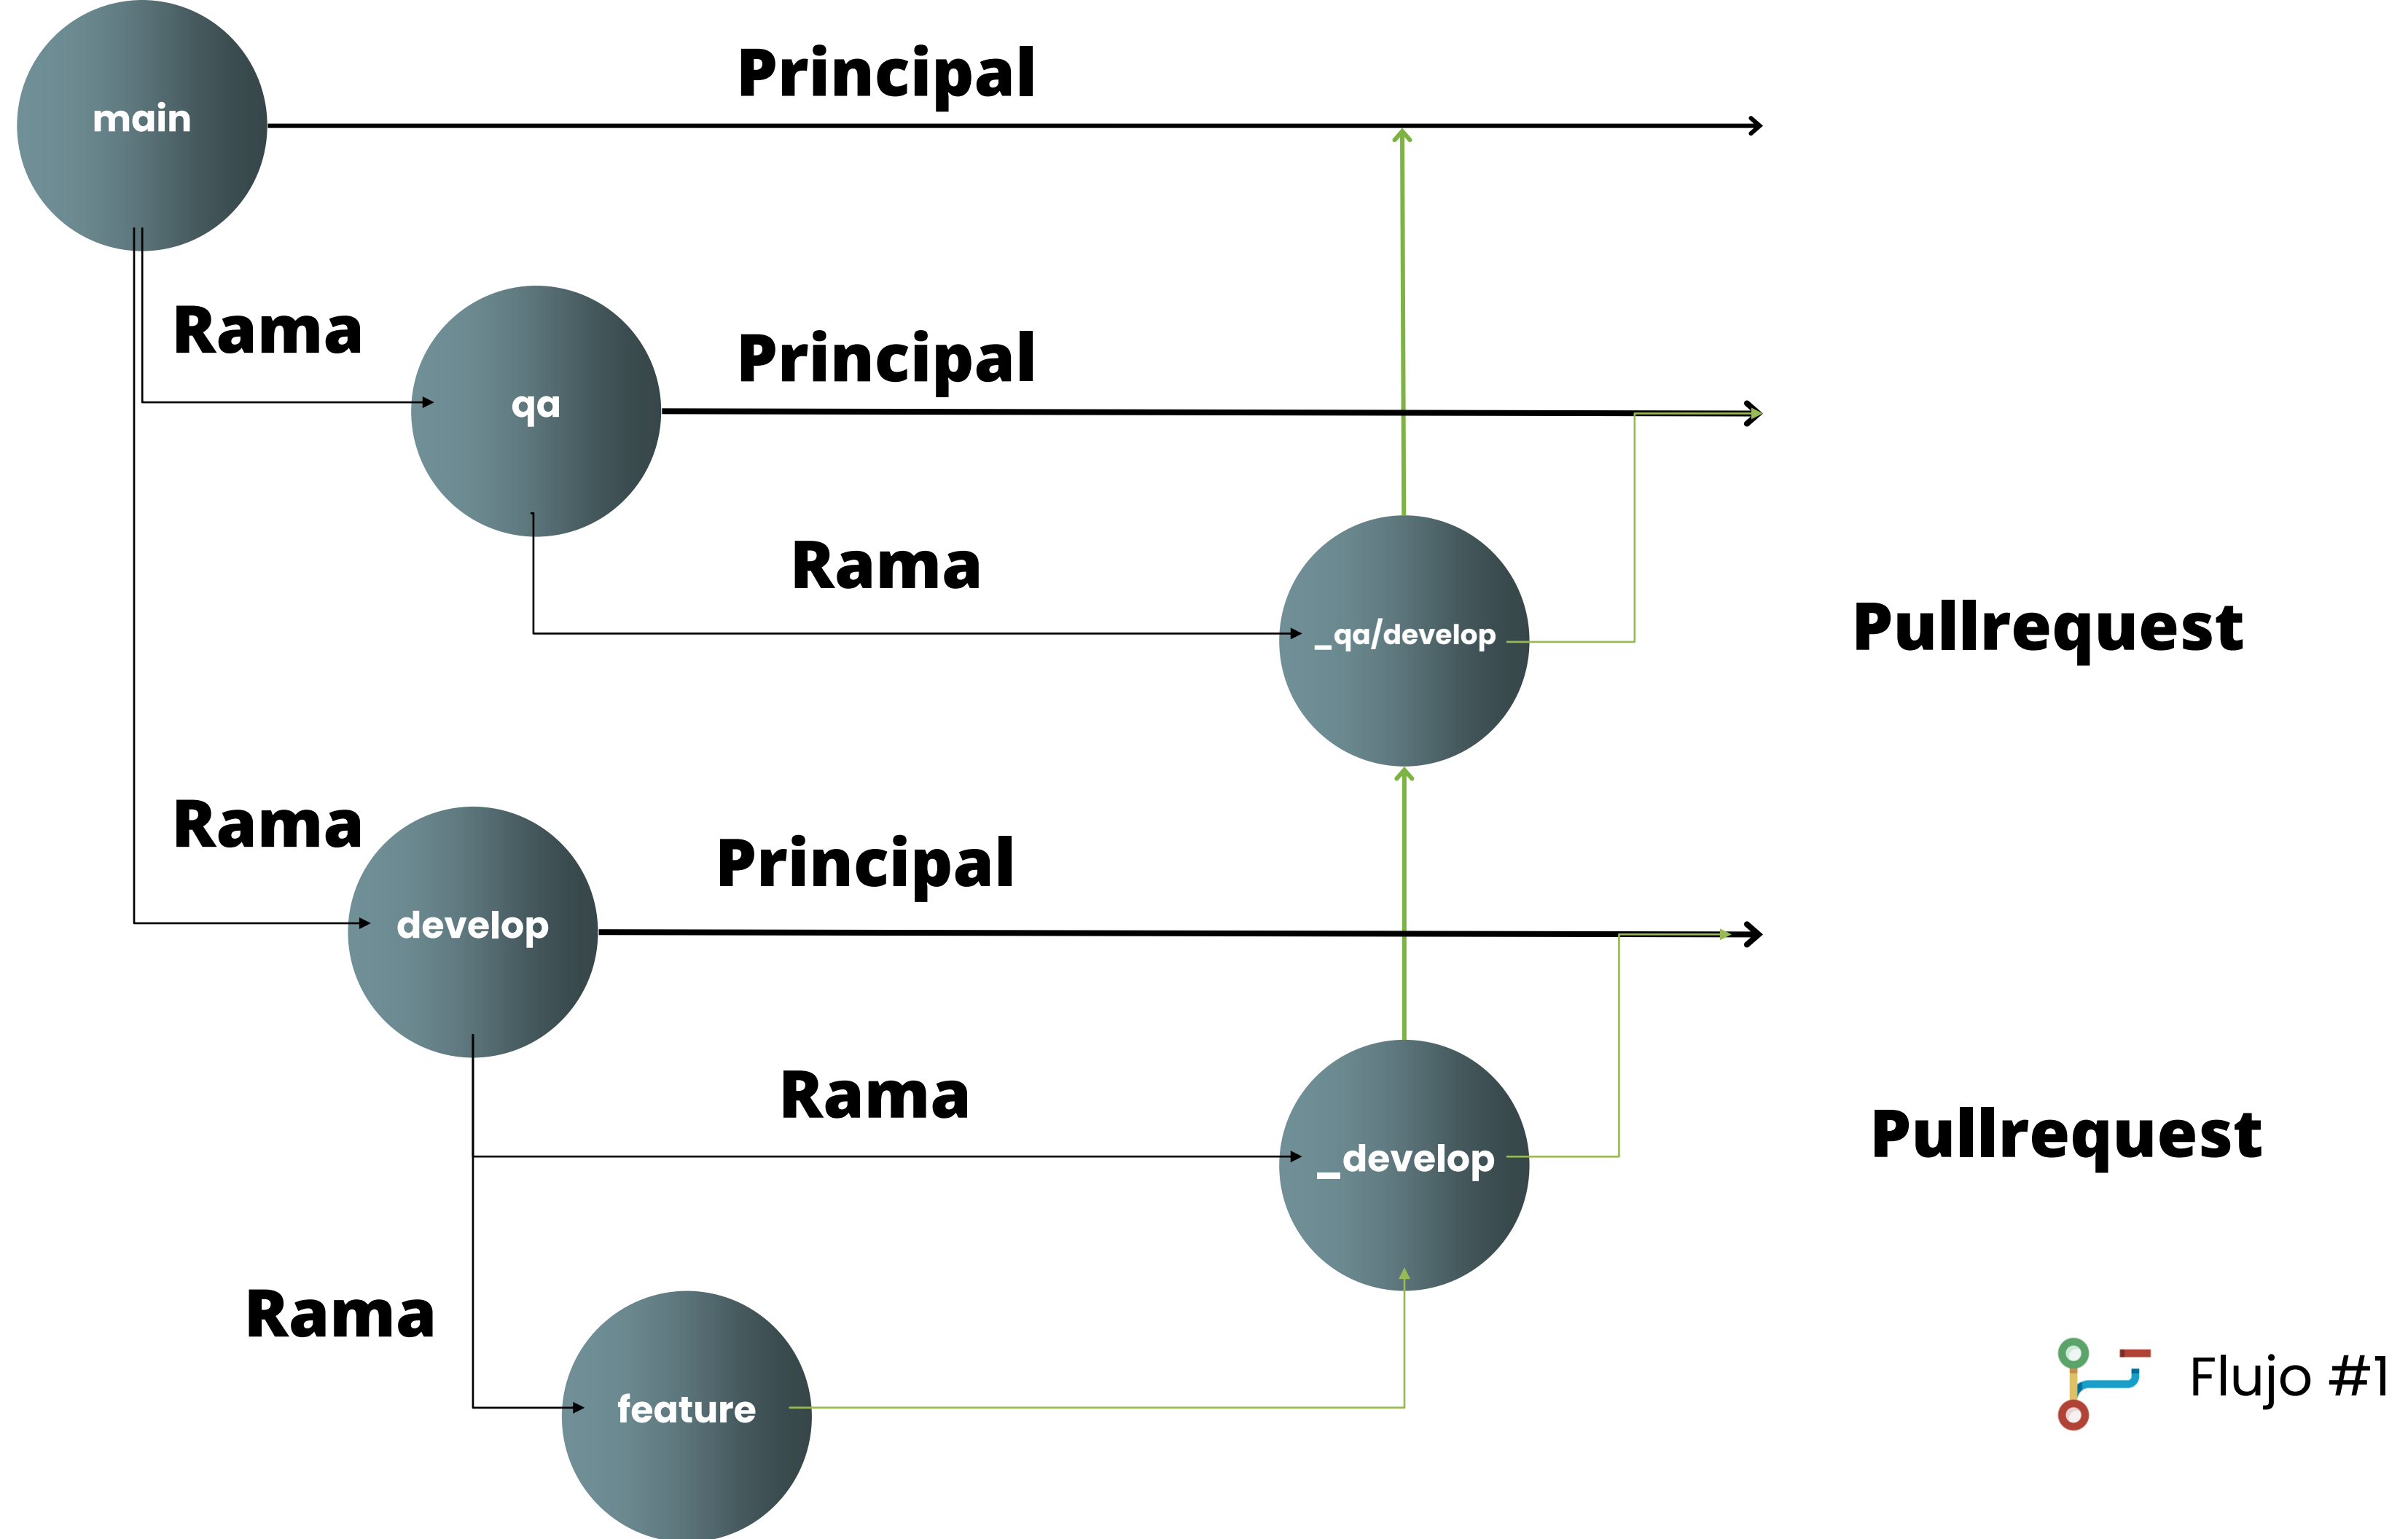 main
Principal
Rama
qa
Principal
Rama
_qa/develop
Pullrequest
Rama
develop
Principal
Rama
_develop
Pullrequest
Rama
feature
Flujo #1